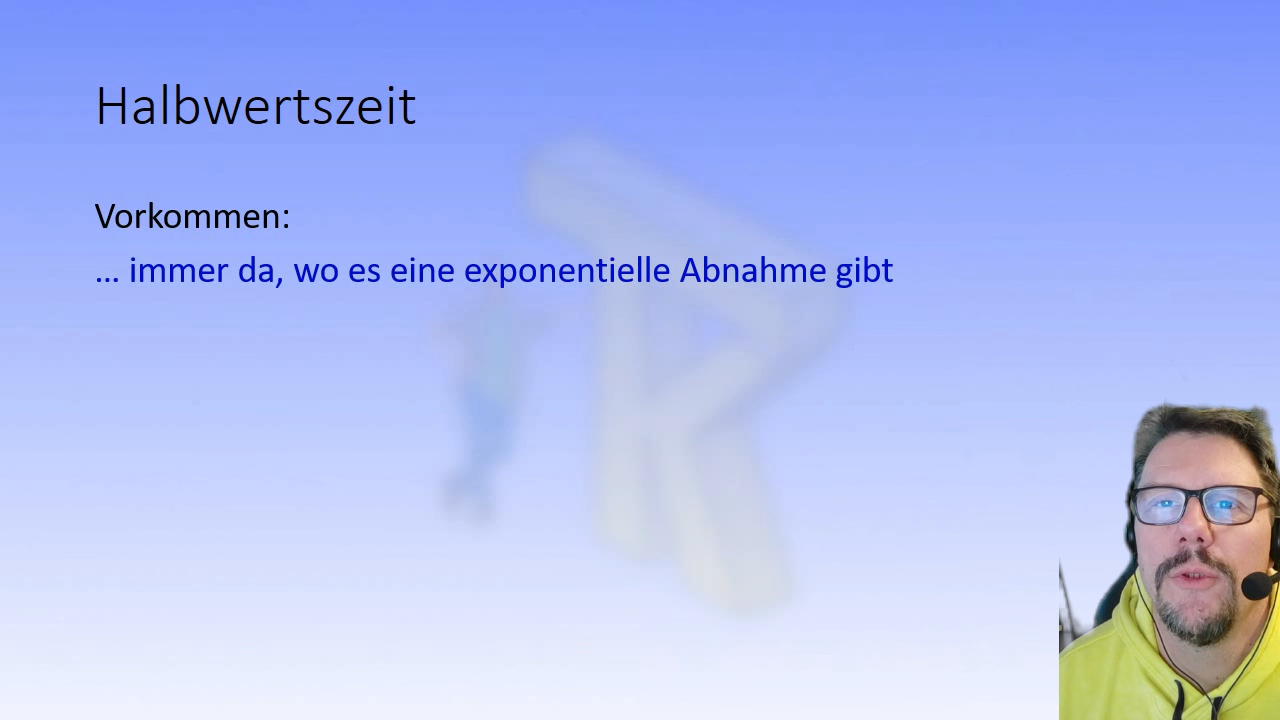 Halbwertszeit
Vorkommen:
... immer da, wo es eine exponentielle Abnahme gibt